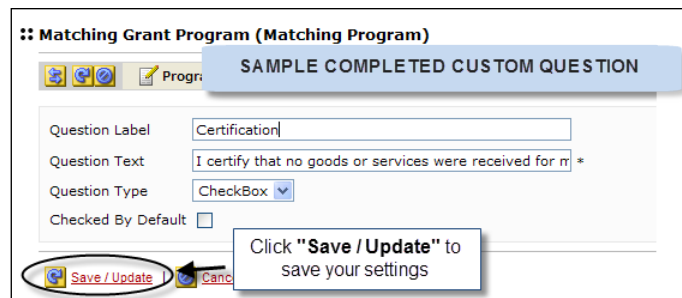 :: Matching Grant Program (Matching Program)
SAMPLE COMPLETED CUSTOM QUESTION
Question Label Certification
Question Text I certify that no goods or services were received for m *
Question Type CheckBox
Checked By Default
Click "Save / Update" to
save your settings
Save / Update |